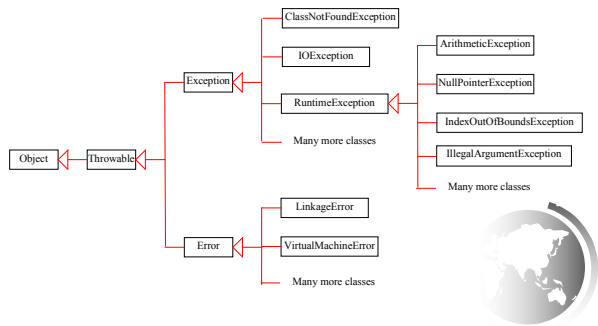 ClassNotFoundException
ArithmeticException
IOException
Exception
NullPointerException
RuntimeException
IndexOutOfBoundsException
Many more classes
Object
Throwable
IllegalArgumentException
Many more classes
LinkageError
Error
VirtualMachineError
Many more classes